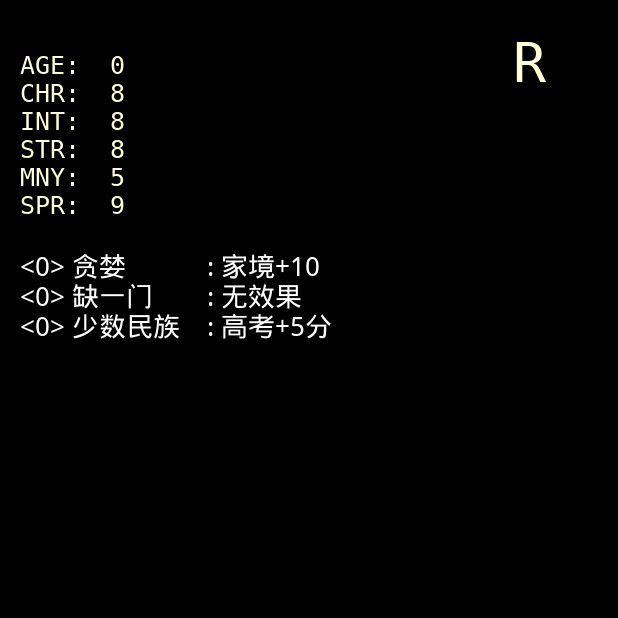 R
AGE: 0
CHR: 8
INT: 8
STR: 8
MNY: 5
SPR: 9
<0> 贪婪 : 家境+10
<0> 缺一门 : 无效果
<0> 少数民族 : 高考+5分